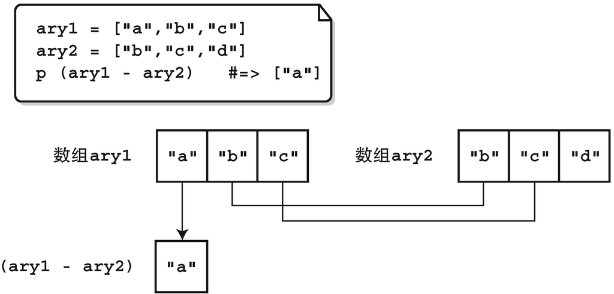 ary1 = ["a","b","c"]
ary2 = ["b","c","d"]
p (ary1 - ary2)   #=> ["a"]
数组ary1 "a" "b" "c" 数组ary2 "b" "c" "d"
(ary1 - ary2) "a"